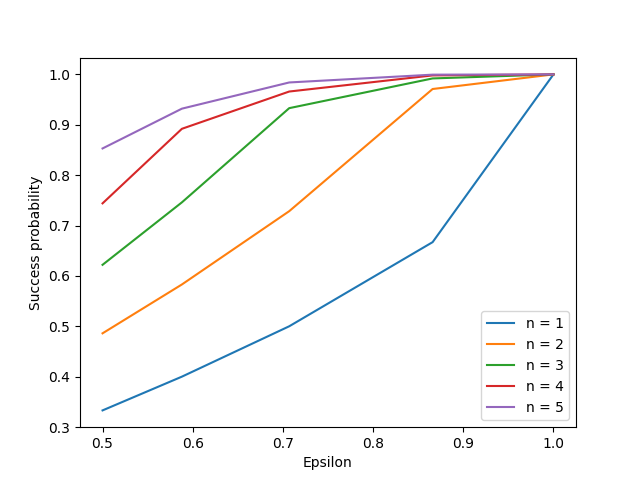 1.0
0.9
0.8
0.7
0.6
0.5
0.4
0.3
Success probability
0.5 0.6 0.7 0.8 0.9 1.0
Epsilon
n = 1
n = 2
n = 3
n = 4
n = 5